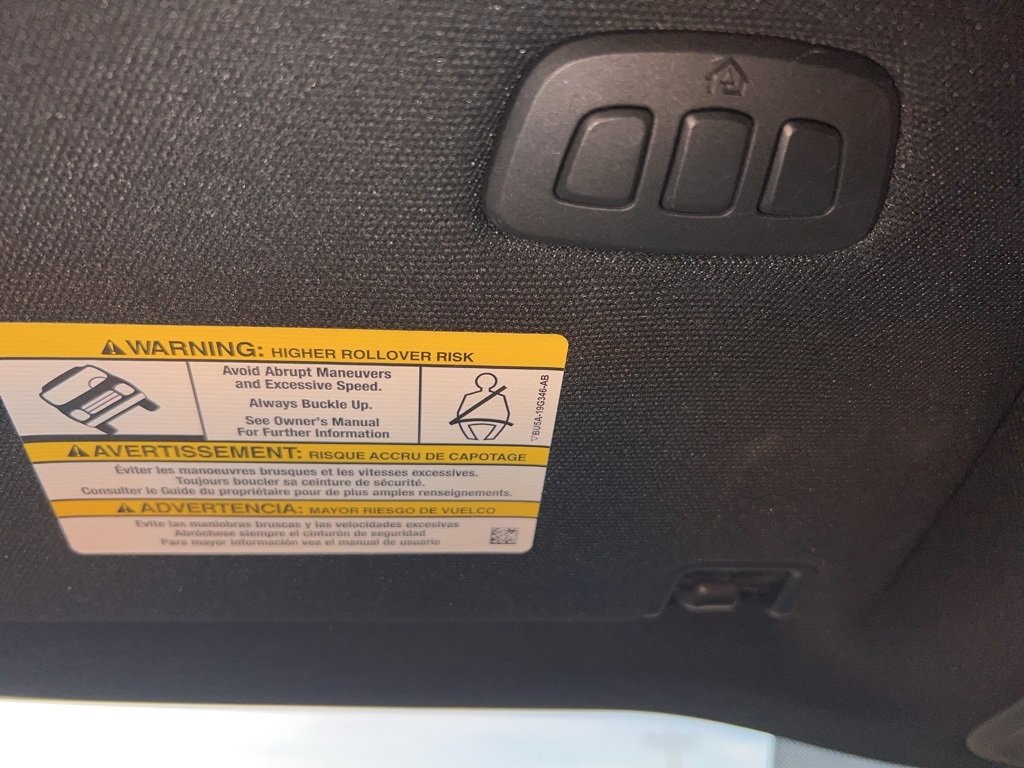 WARNING: HIGHER ROLLOVER RISK
Avoid Abrupt Maneuvers
and Excessive Speed.
Always Buckle Up.
See Owner's Manual
For Further Information
BU5A-19G346-AB
AVERTISSEMENT: RISQUE ACCRU DE CAPOTAGE
Éviter les manoeuvres brusques et les vitesses excessives.
Toujours boucler sa ceinture de sécurité.
Consulter le Guide du propriétaire pour de plus amples renseignements.
ADVERTENCIA: MAYOR RIESGO DE VUELCO
Evite las maniobras bruscas y las velocidades excesivas
Abróchese siempre el cinturón de seguridad
Para mayor información vea el manual de usuario